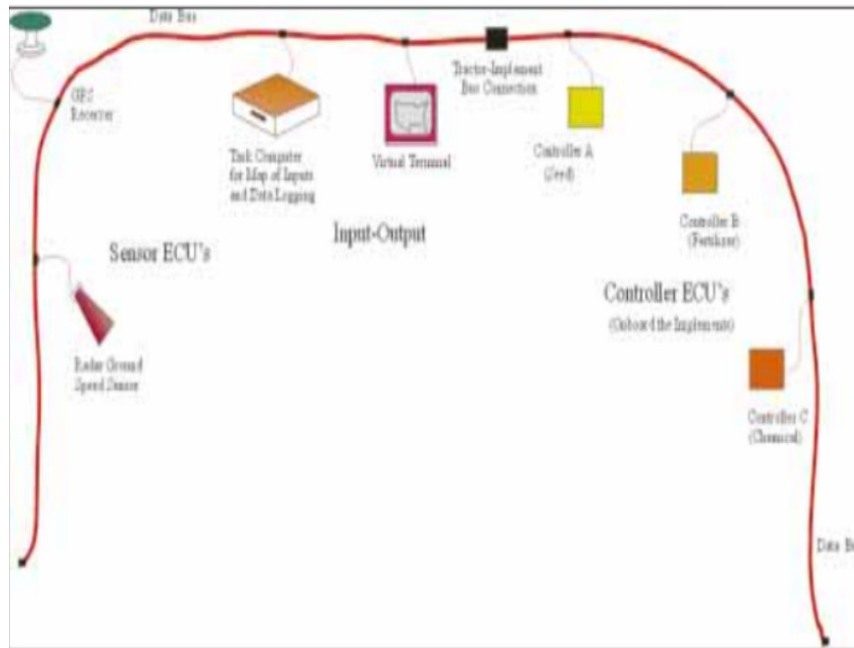 Data Bus
GPS
Receiver
Task Computer
for Map of Inputs
and Data Logging
Virtual Terminal
Tractor-Implement
Bus Connection
Controller A
(Seed)
Controller B
(Fertilizer)
Sensor ECU's
Input-Output
Controller ECU's
(Onboard the Implements)
Radar Ground
Speed Sensor
Controller C
(Chemical)
Data B